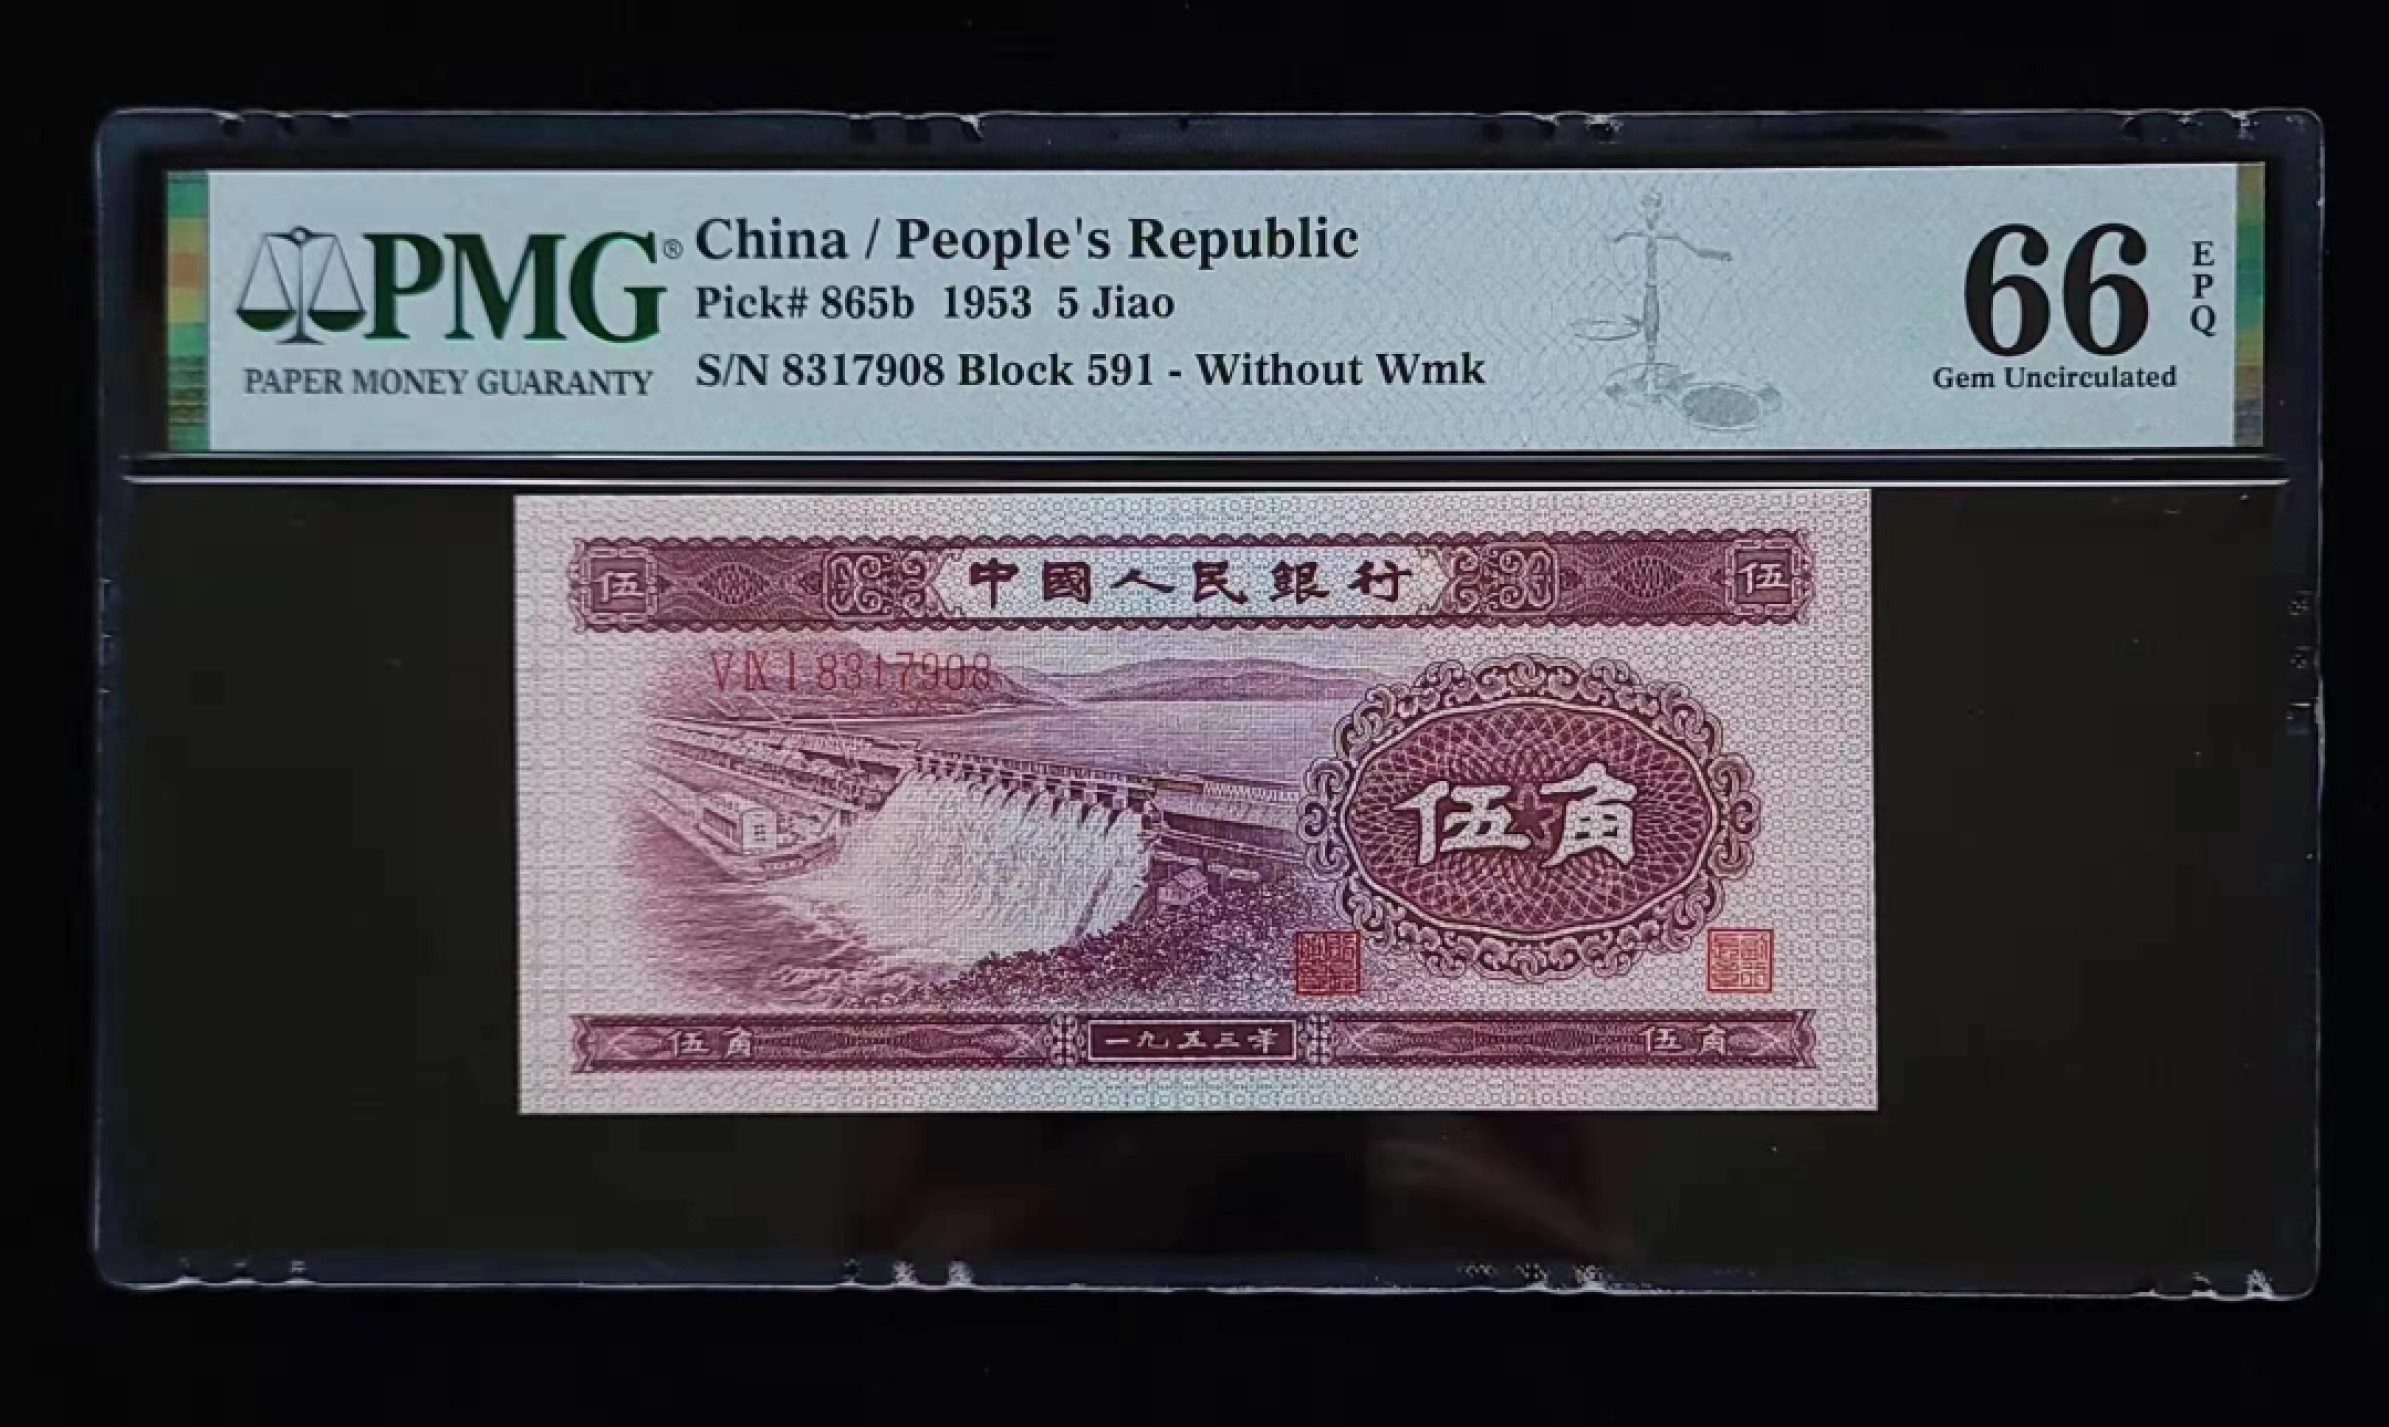 PMG®
PAPER MONEY GUARANTY
China / People's Republic
Pick# 865b 1953 5 Jiao
S/N 8317908 Block 591 - Without Wmk
66
EPQ
Gem Uncirculated
伍 中國人民銀行 伍
VⅨI 8317908
伍角
伍角 一九五三年 伍角